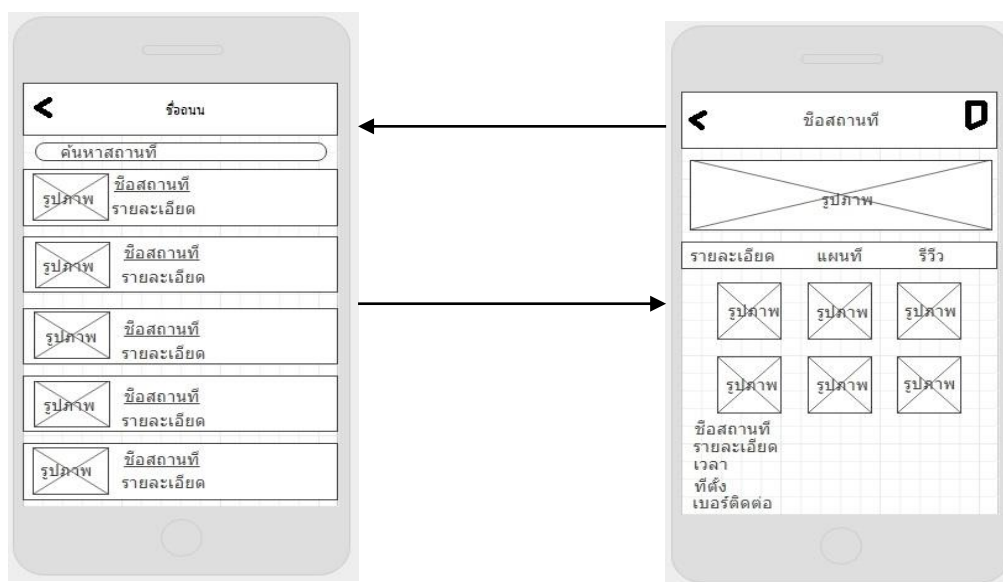 ชื่อถนน
ค้นหาสถานที่
รูปภาพ
ชื่อสถานที่
รายละเอียด
รูปภาพ
ชื่อสถานที่
รายละเอียด
รูปภาพ
ชื่อสถานที่
รายละเอียด
รูปภาพ
ชื่อสถานที่
รายละเอียด
รูปภาพ
ชื่อสถานที่
รายละเอียด
ชื่อสถานที่
รูปภาพ
รายละเอียด แผนที่ รีวิว
รูปภาพ รูปภาพ รูปภาพ
รูปภาพ รูปภาพ รูปภาพ
ชื่อสถานที่
รายละเอียด
เวลา
ที่ตั้ง
เบอร์ติดต่อ